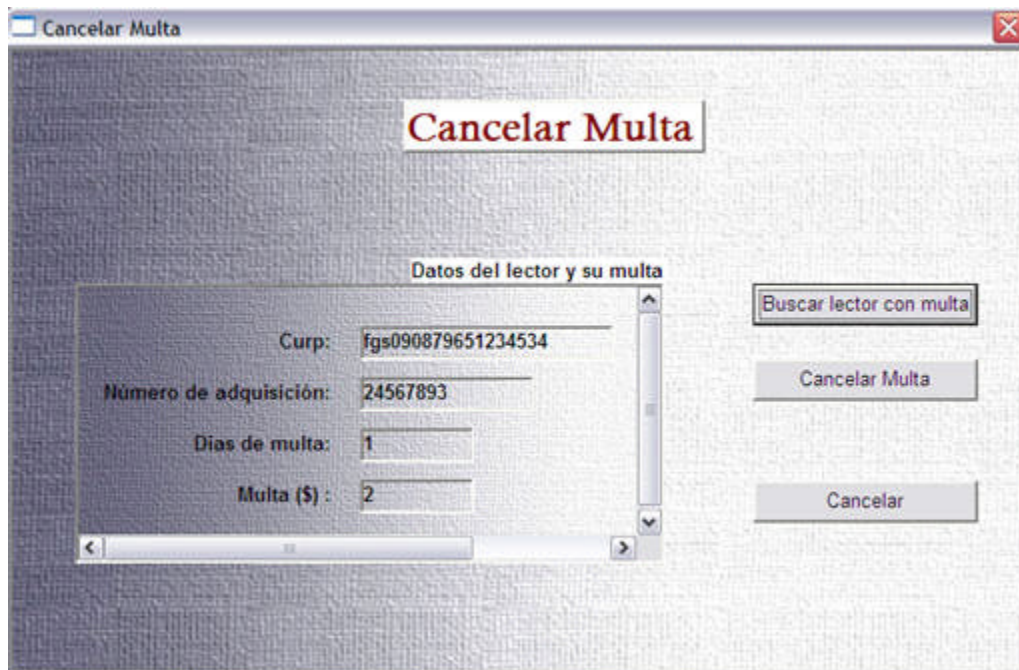 Cancelar Multa
Cancelar Multa
Datos del lector y su multa
Curp: fgs090879651234534
Número de adquisición: 24567893
Dias de multa: 1
Multa ($) : 2
Buscar lector con multa
Cancelar Multa
Cancelar